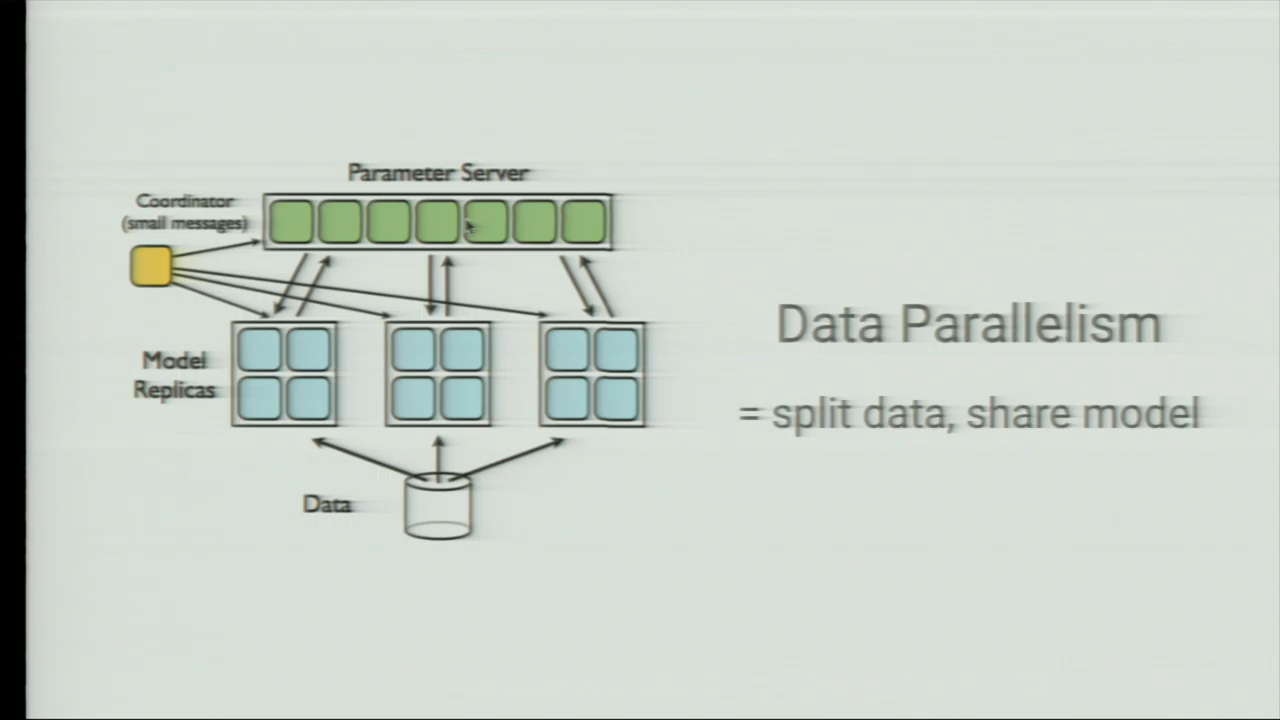 Parameter Server
Coordinator
(small messages)
Model
Replicas
Data
Data Parallelism
= split data, share model